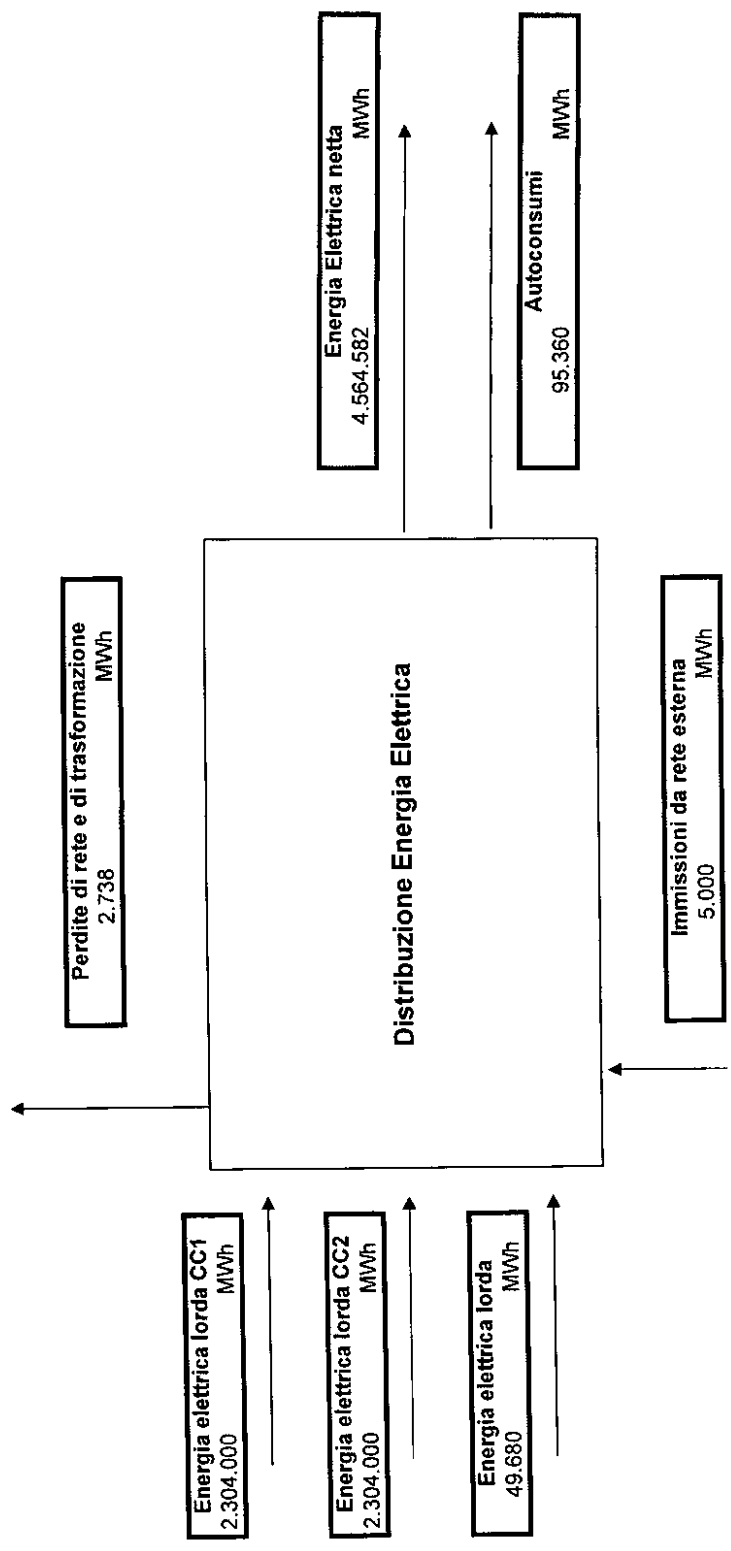 Perdite di rete e di trasformazione
2.738 MWh
Energia elettrica lorda CC1
2.304.000 MWh
Energia elettrica lorda CC2
2.304.000 MWh
Energia elettrica lorda
49.680 MWh
Distribuzione Energia Elettrica
Energia Elettrica netta
4.564.582 MWh
Autoconsumi
95.360 MWh
Immissioni da rete esterna
5.000 MWh